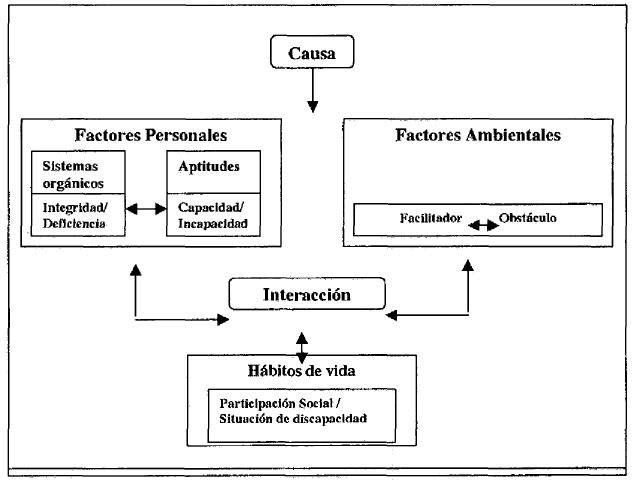 Causa
Factores Personales
Sistemas
orgánicos
Integridad/
Deficiencia
Aptitudes
Capacidad/
Incapacidad
Factores Ambientales
Facilitador
Obstáculo
Interacción
Hábitos de vida
Participación Social /
Situación de discapacidad